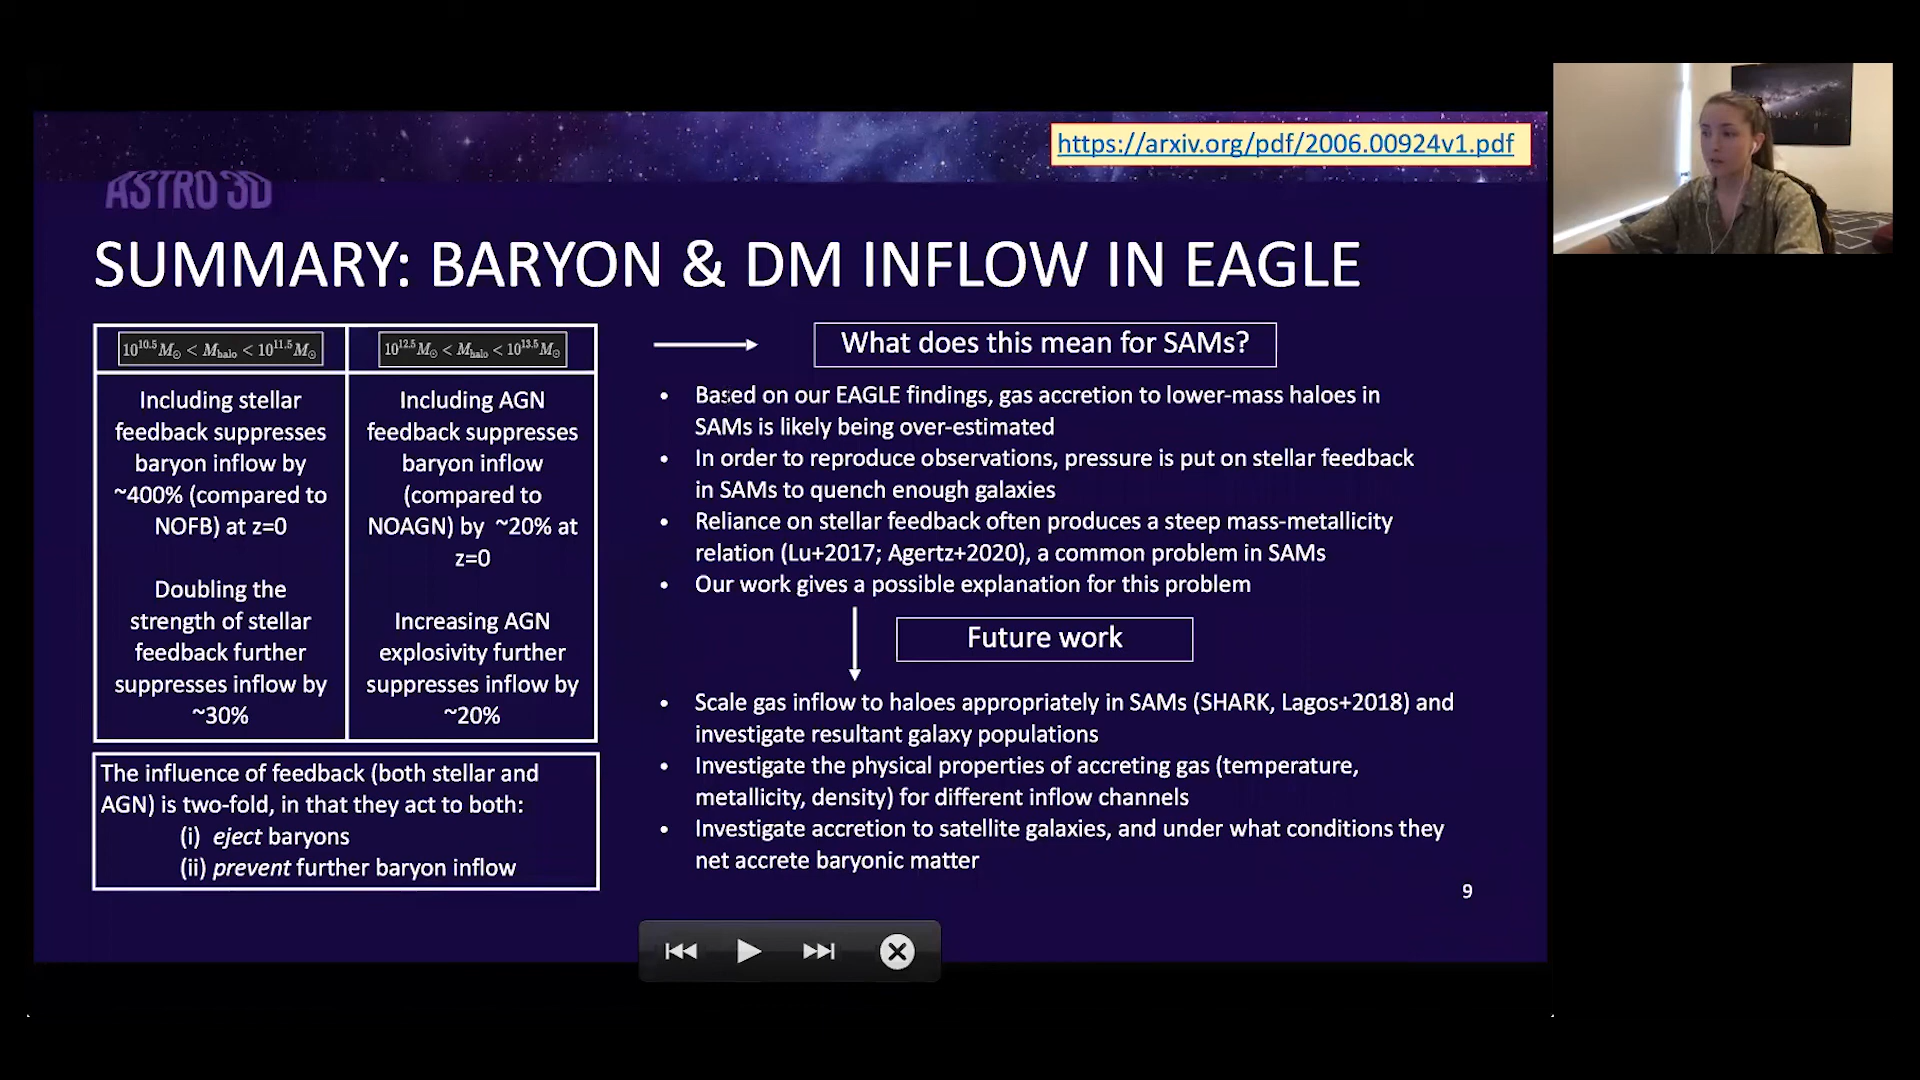 https://arxiv.org/pdf/2006.00924v1.pdf
ASTRO 3D
SUMMARY: BARYON & DM INFLOW IN EAGLE
10^10.5 M⊙ < M_halo < 10^11.5 M⊙
10^12.5 M⊙ < M_halo < 10^13.5 M⊙
Including stellar
feedback suppresses
baryon inflow by
~400% (compared to
NOFB) at z=0
Doubling the
strength of stellar
feedback further
suppresses inflow by
~30%
Including AGN
feedback suppresses
baryon inflow
(compared to
NOAGN) by ~20% at
z=0
Increasing AGN
explosivity further
suppresses inflow by
~20%
The influence of feedback (both stellar and
AGN) is two-fold, in that they act to both:
(i) eject baryons
(ii) prevent further baryon inflow
What does this mean for SAMs?
• Based on our EAGLE findings, gas accretion to lower-mass haloes in
SAMs is likely being over-estimated
• In order to reproduce observations, pressure is put on stellar feedback
in SAMs to quench enough galaxies
• Reliance on stellar feedback often produces a steep mass-metallicity
relation (Lu+2017; Agertz+2020), a common problem in SAMs
• Our work gives a possible explanation for this problem
Future work
• Scale gas inflow to haloes appropriately in SAMs (SHARK, Lagos+2018) and
investigate resultant galaxy populations
• Investigate the physical properties of accreting gas (temperature,
metallicity, density) for different inflow channels
• Investigate accretion to satellite galaxies, and under what conditions they
net accrete baryonic matter
9